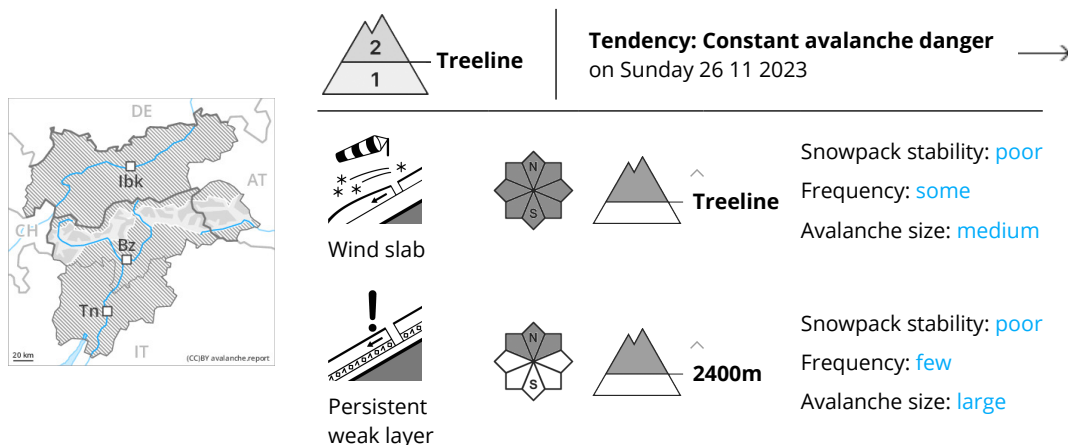 2
1
Treeline
Tendency: Constant avalanche danger
on Sunday 26 11 2023
DE
Ibk
AT
CH
Bz
Tn
IT
20 km
(CC)BY avalanche.report
Wind slab
N
S
Treeline
Snowpack stability: poor
Frequency: some
Avalanche size: medium
Persistent
weak layer
N
S
2400m
Snowpack stability: poor
Frequency: few
Avalanche size: large